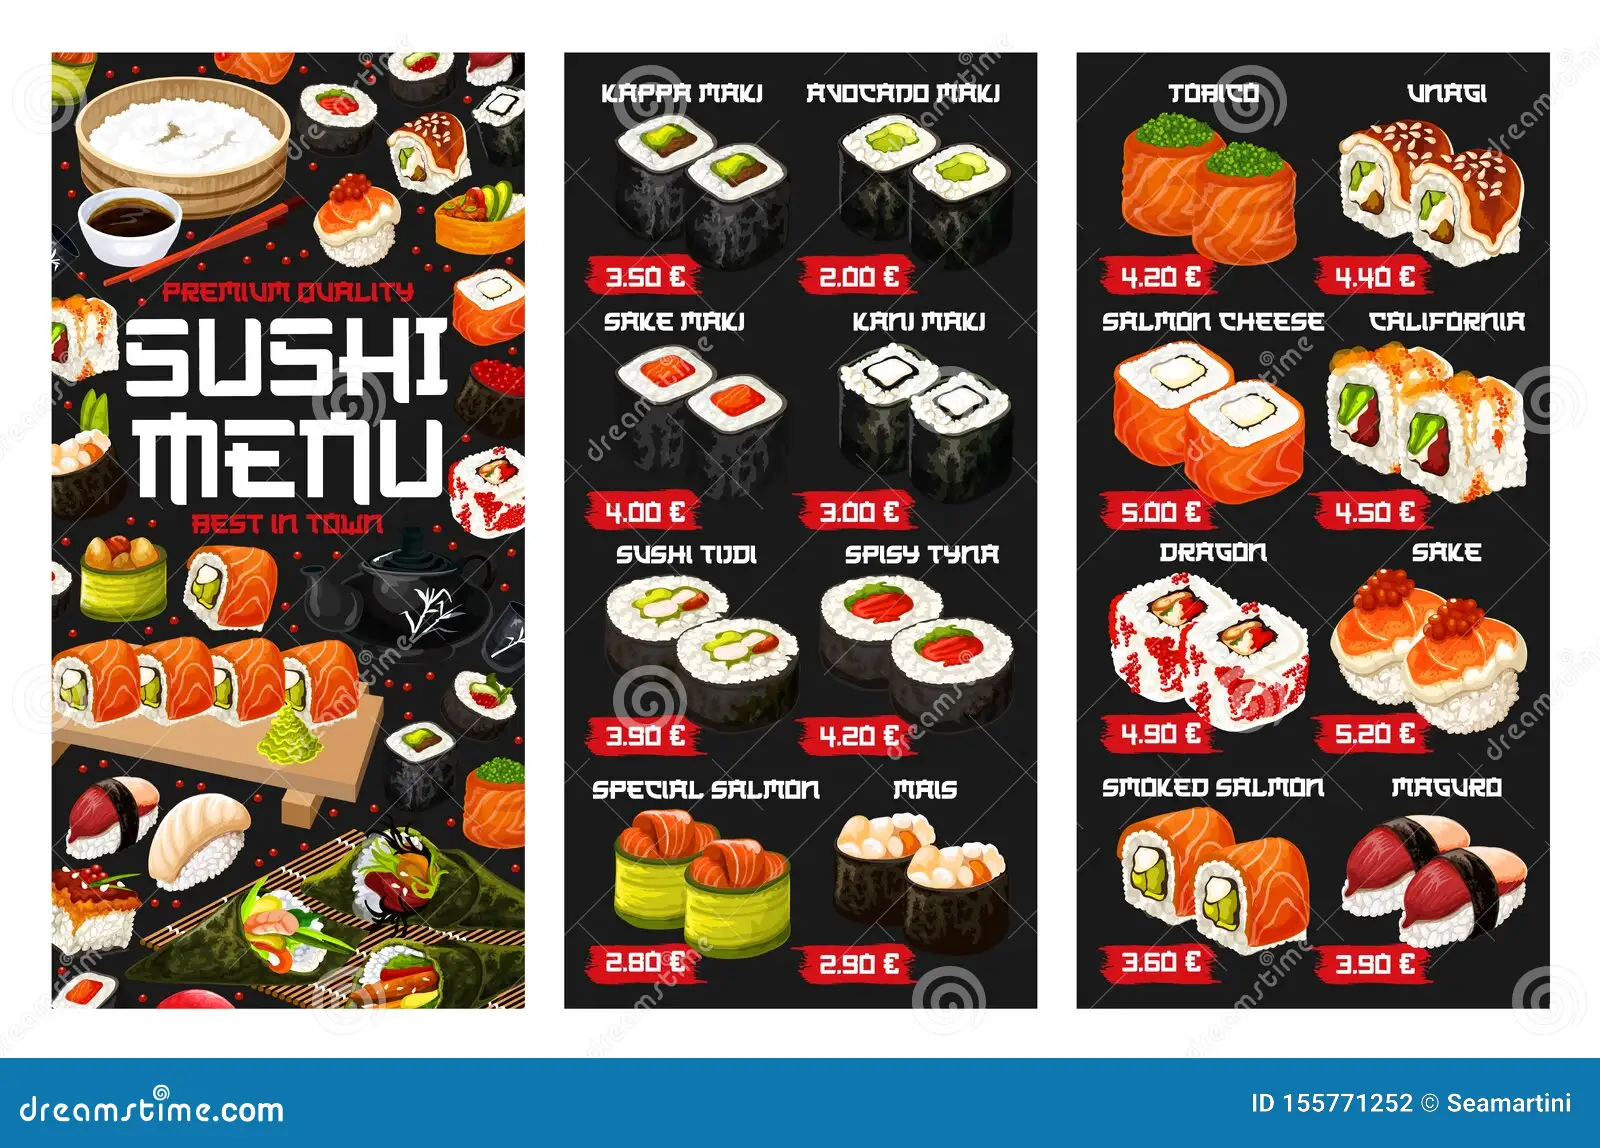 PREMIUM QUALITY
SUSHI
MENU
BEST IN TOWN
KAPPA MAKI
AVOCADO MAKI
3.50 €
2.00 €
SAKE MAKI
KANI MAKI
4.00 €
3.00 €
SUSHI TIDI
SPISY TYNA
3.90 €
4.20 €
SPECIAL SALMON
MAIS
2.80 €
2.90 €
TOBICO
UNAGI
4.20 €
4.40 €
SALMON CHEESE
CALIFORNIA
5.00 €
4.50 €
DRAGON
SAKE
4.90 €
5.20 €
SMOKED SALMON
MAGURO
3.60 €
3.90 €
dreamstime.com
ID 155771252 © Seamartini